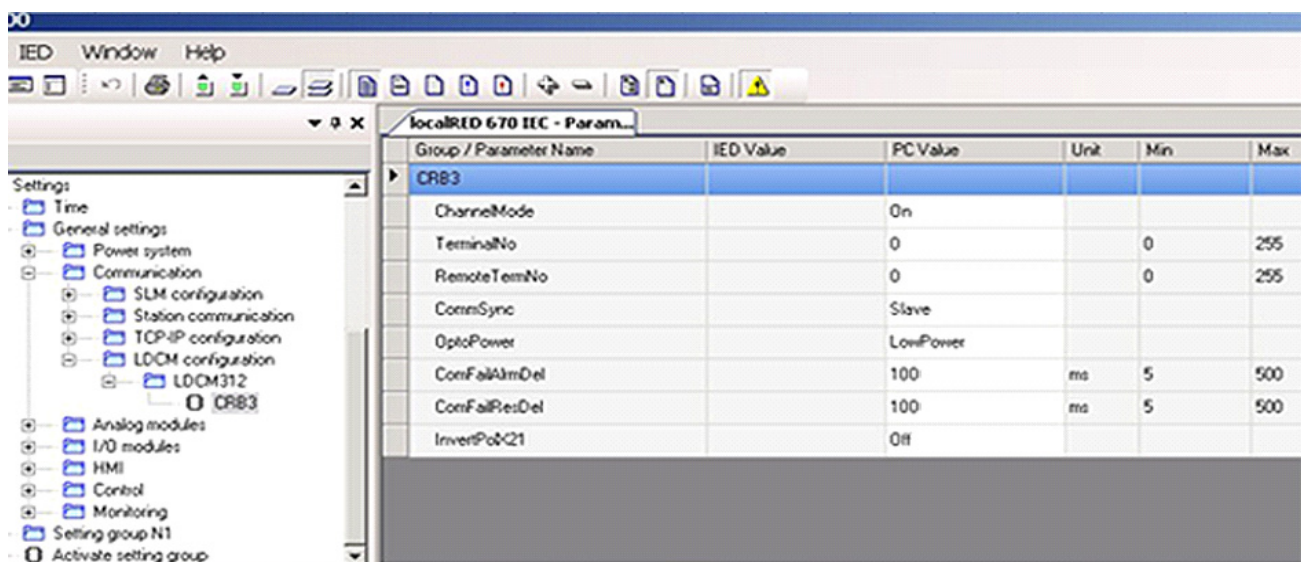 IED Window Help
localRED 670 IEC - Param...
Group / Parameter Name IED Value PC Value Unit Min Max
CRB3
ChannelMode On
TerminalNo 0 0 255
RemoteTermNo 0 0 255
CommSync Slave
OptoPower LowPower
ComFailAlrmDel 100 ms 5 500
ComFailResDel 100 ms 5 500
InvertPolX21 Off
Settings
Time
General settings
Power system
Communication
SLM configuration
Station communication
TCP-IP configuration
LDCM configuration
LDCM312
CRB3
Analog modules
I/O modules
HMI
Control
Monitoring
Setting group N1
Activate setting group